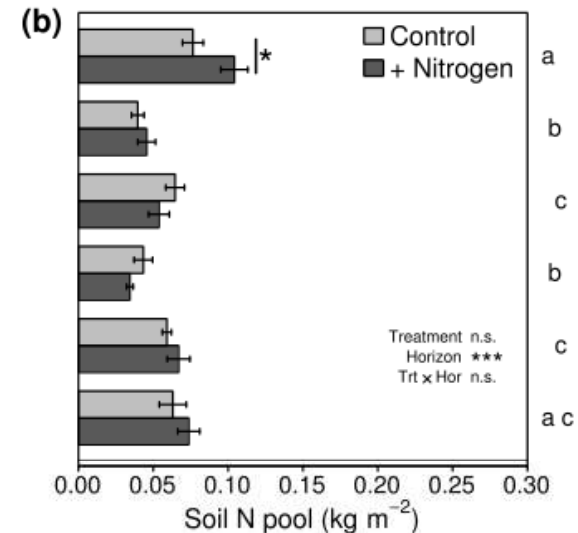 (b)
Control
+ Nitrogen
*
a
b
c
b
c
a c
Treatment n.s.
Horizon ***
Trt × Hor n.s.
0.00 0.05 0.10 0.15 0.20 0.25 0.30
Soil N pool (kg m⁻²)